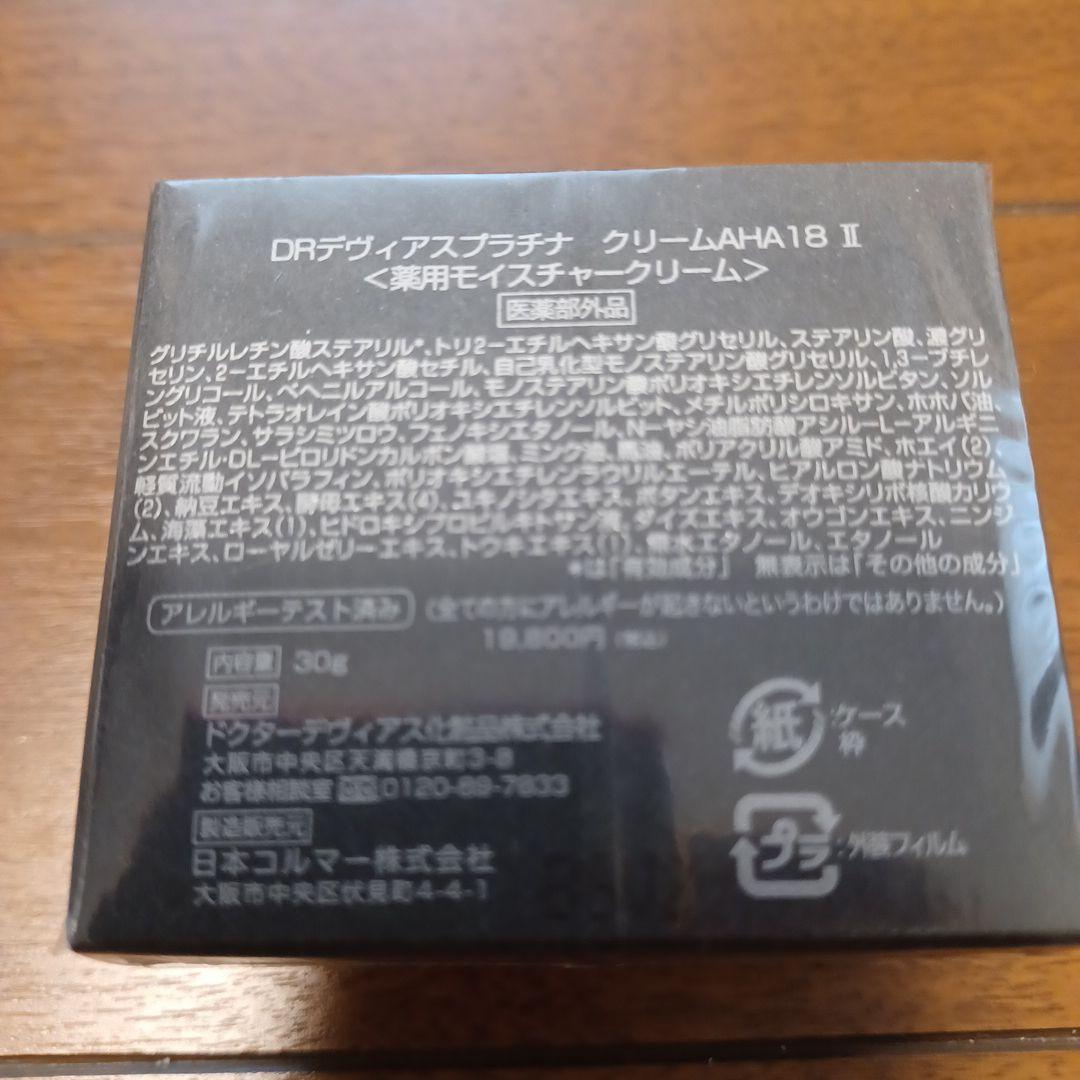 DRデヴィアスプラチナ　クリームAHA18 Ⅱ
<薬用モイスチャークリーム>
医薬部外品
グリチルレチン酸ステアリル*、トリ2-エチルヘキサン酸グリセリル、ステアリン酸、濃グリ
セリン、2-エチルヘキサン酸セチル、自己乳化型モノステアリン酸グリセリル、1,3-ブチレ
ングリコール、ベヘニルアルコール、モノステアリン酸ポリオキシエチレンソルビタン、ソル
ビット液、テトラオレイン酸ポリオキシエチレンソルビット、メチルポリシロキサン、ホホバ油、
スクワラン、サラシミツロウ、フェノキシエタノール、N-ヤシ油脂肪酸アシル-L-アルギニ
ンエチル・DL-ピロリドンカルボン酸塩、ミンク油、馬油、ポリアクリル酸アミド、ホエイ(2)、
軽質流動イソパラフィン、ポリオキシエチレンラウリルエーテル、ヒアルロン酸ナトリウム
(2)、納豆エキス、酵母エキス(4)、ユキノシタエキス、ボタンエキス、デオキシリボ核酸カリウ
ム、海藻エキス(1)、ヒドロキシプロピルキトサン液、ダイズエキス、オウゴンエキス、ニンジ
ンエキス、ローヤルゼリーエキス、トウキエキス(1)、無水エタノール、エタノール
*は「有効成分」　無表示は「その他の成分」
アレルギーテスト済み (全ての方にアレルギーが起きないというわけではありません。)
19,800円(税込)
内容量 30g
発売元
ドクターデヴィアス化粧品株式会社
大阪市中央区天満橋京町3-8
お客様相談室 0120-89-7833
製造販売元
日本コルマー株式会社
大阪市中央区伏見町4-4-1
紙:ケース
枠
プラ:外装フィルム